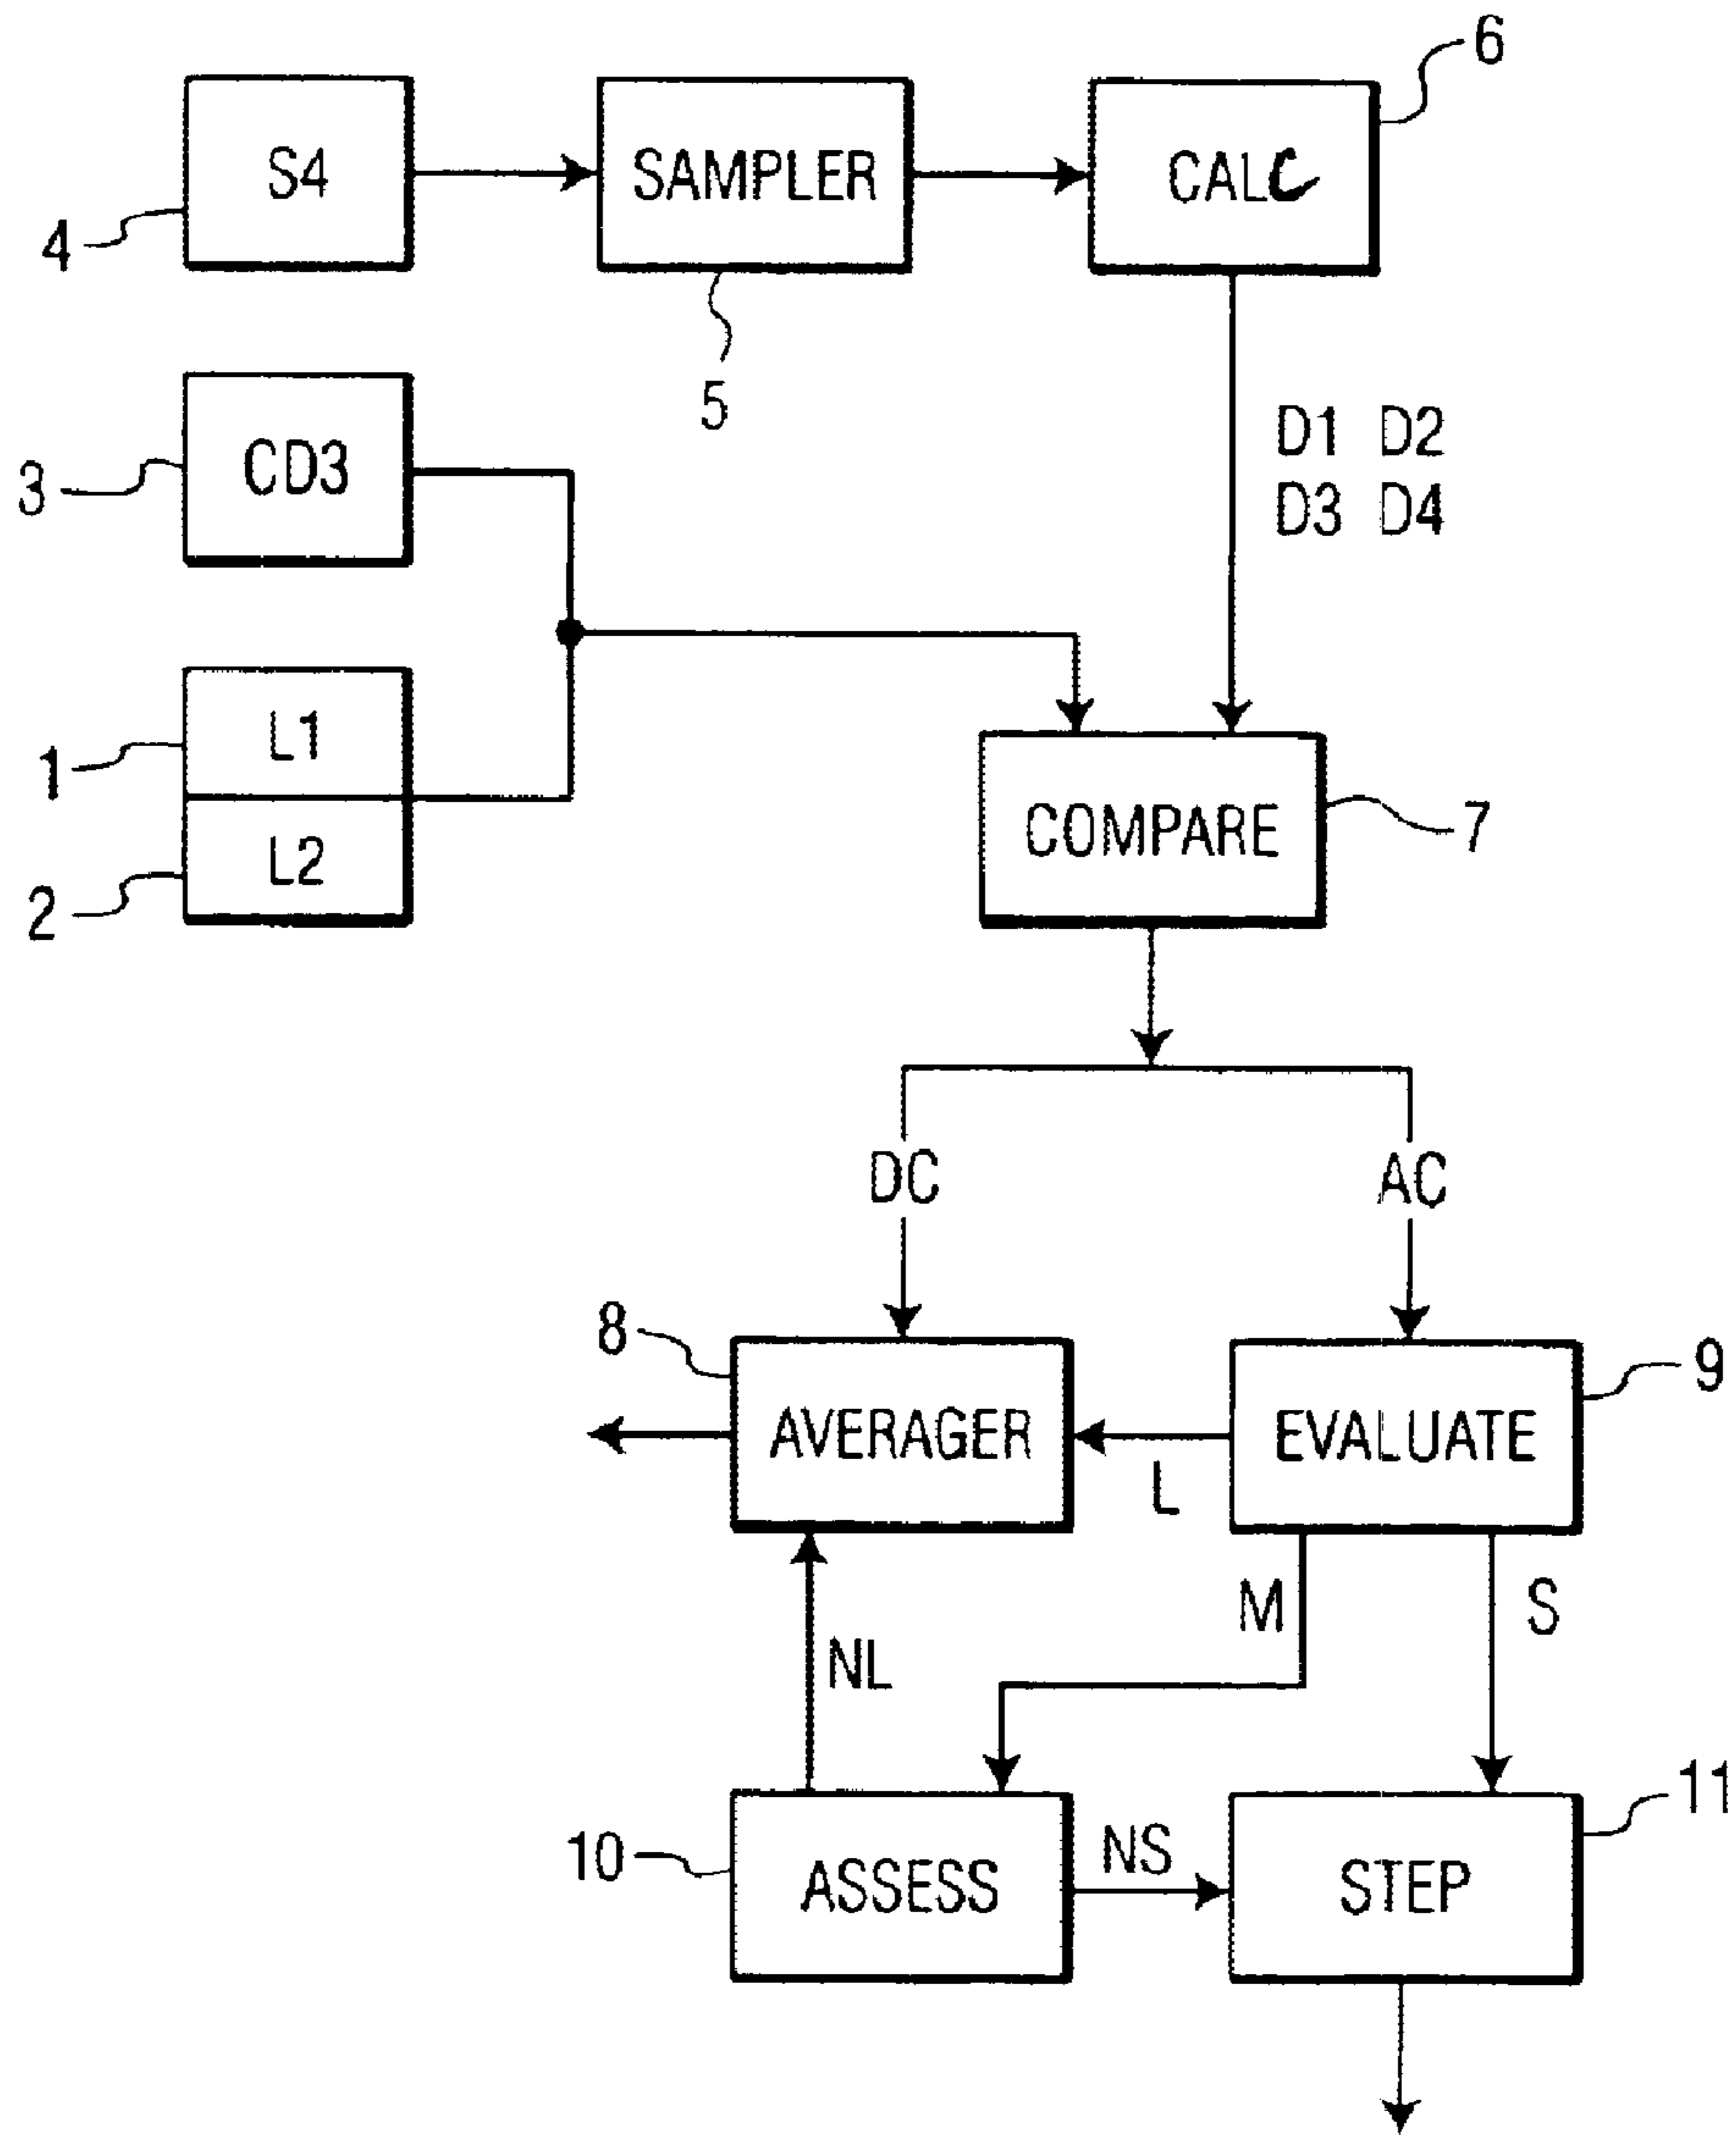 6
S4
SAMPLER
CALC
4
5
CD3
3
D1 D2
D3 D4
L1
1
L2
2
COMPARE
7
DC
AC
8
9
AVERAGER
EVALUATE
L
M
S
NL
11
10
NS
ASSESS
STEP